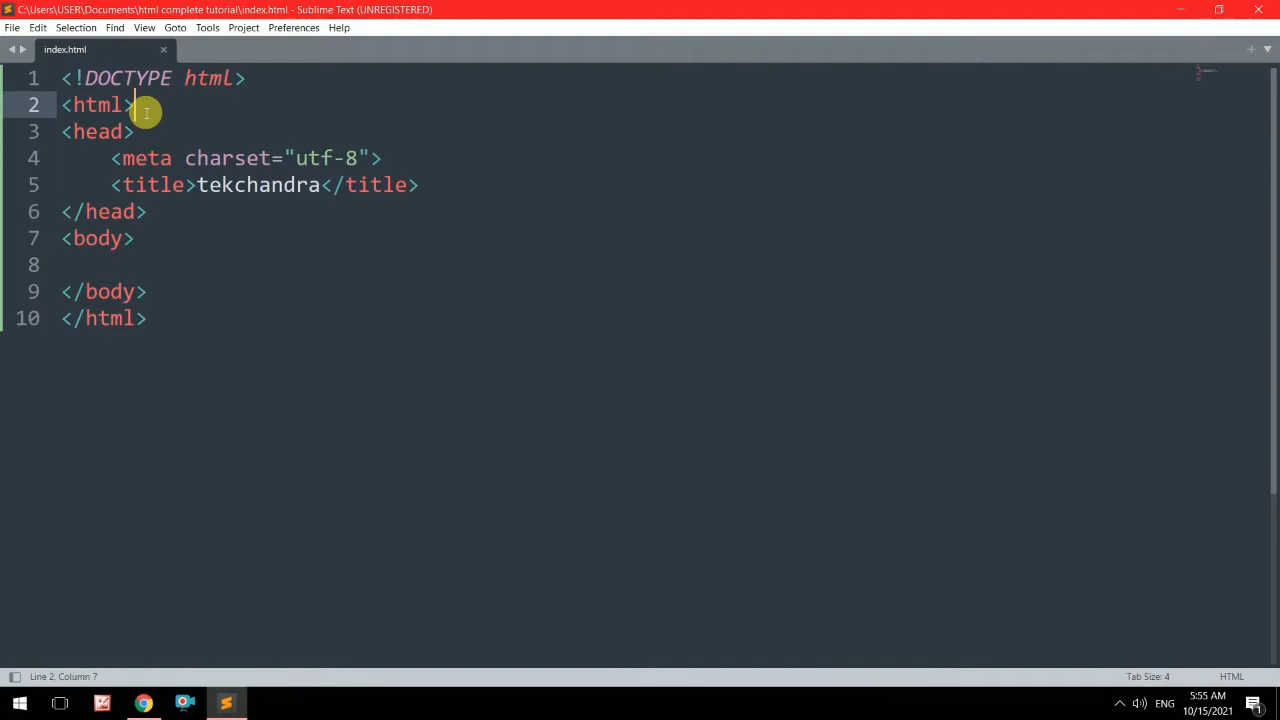 C:\Users\USER\Documents\html complete tutorial\index.html - Sublime Text (UNREGISTERED)
File Edit Selection Find View Goto Tools Project Preferences Help
index.html
1 <!DOCTYPE html>
2 <html>
3 <head>
4 <meta charset="utf-8">
5 <title>tekchandra</title>
6 </head>
7 <body>
8
9 </body>
10 </html>
Line 2, Column 7
Tab Size: 4
HTML
ENG
5:55 AM
10/15/2021
1